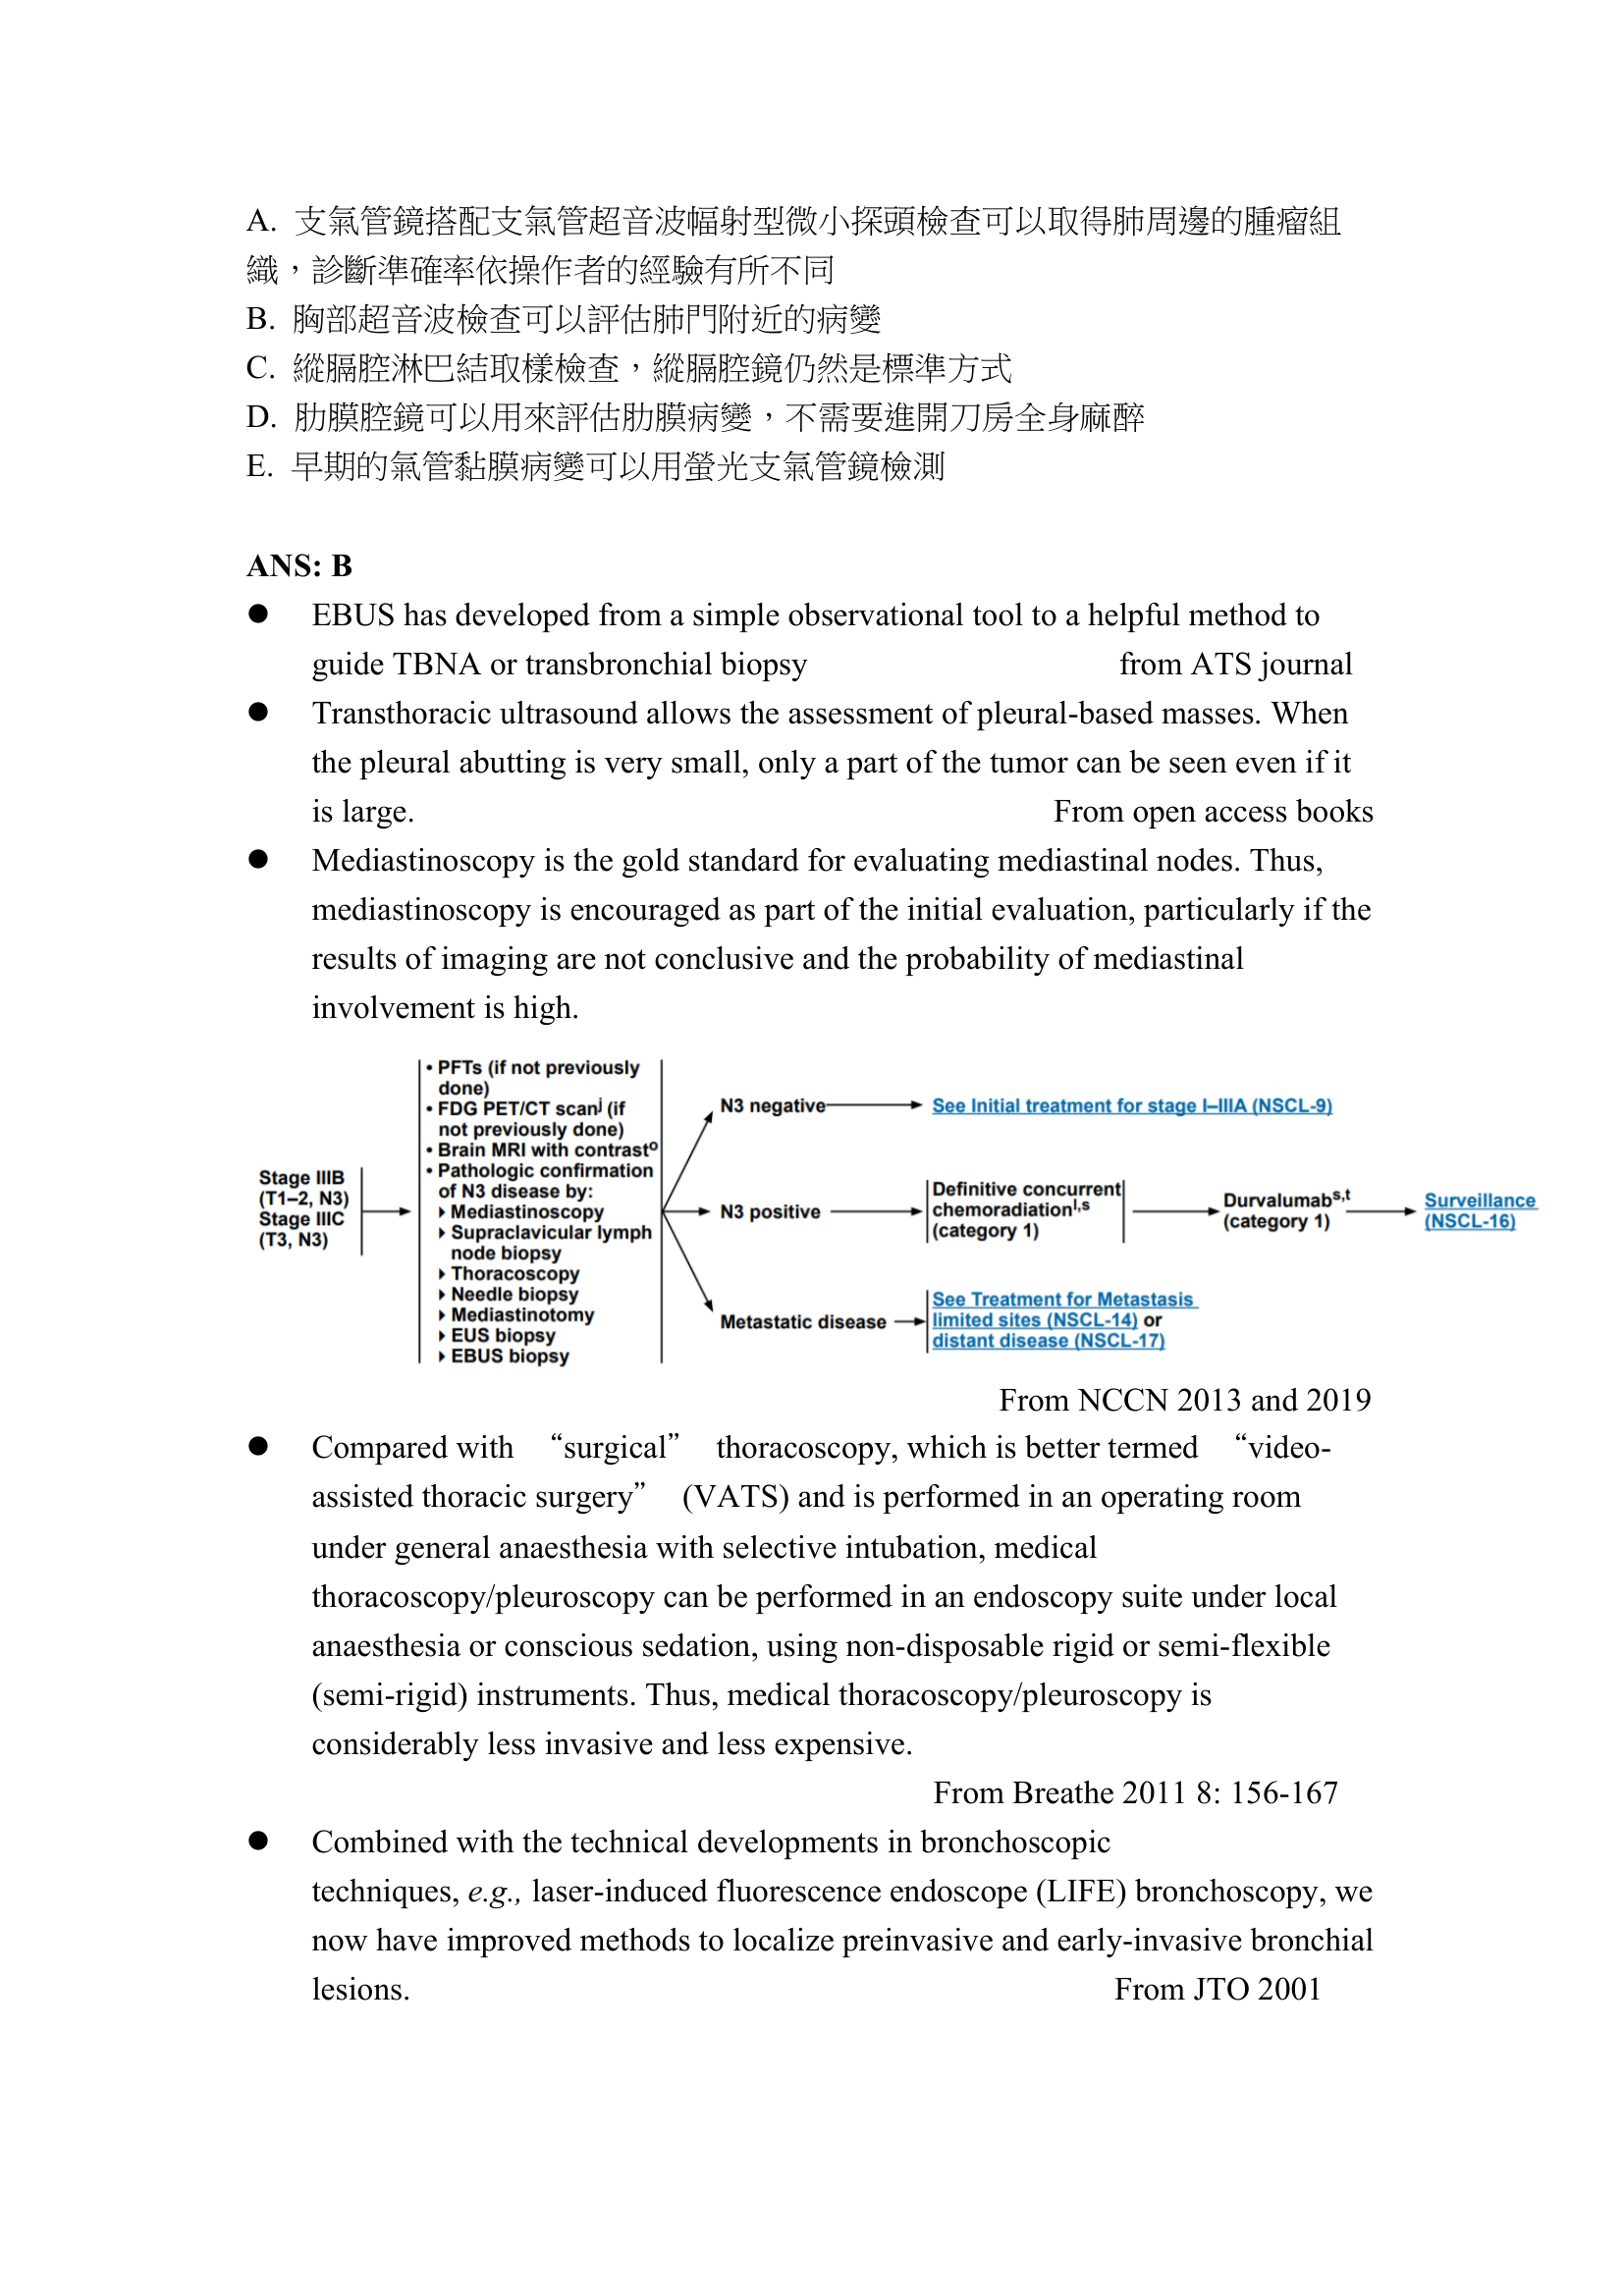 A. 支氣管鏡搭配支氣管超音波幅射型微小探頭檢查可以取得肺周邊的腫瘤組
織，診斷準確率依操作者的經驗有所不同
B. 胸部超音波檢查可以評估肺門附近的病變
C. 縱膈腔淋巴結取樣檢查，縱膈腔鏡仍然是標準方式
D. 肋膜腔鏡可以用來評估肋膜病變，不需要進開刀房全身麻醉
E. 早期的氣管黏膜病變可以用螢光支氣管鏡檢測
ANS: B
● EBUS has developed from a simple observational tool to a helpful method to
guide TBNA or transbronchial biopsy from ATS journal
● Transthoracic ultrasound allows the assessment of pleural-based masses. When
the pleural abutting is very small, only a part of the tumor can be seen even if it
is large. From open access books
● Mediastinoscopy is the gold standard for evaluating mediastinal nodes. Thus,
mediastinoscopy is encouraged as part of the initial evaluation, particularly if the
results of imaging are not conclusive and the probability of mediastinal
involvement is high.
Stage IIIB
(T1–2, N3)
Stage IIIC
(T3, N3)
• PFTs (if not previously
done)
• FDG PET/CT scanj (if
not previously done)
• Brain MRI with contrasto
• Pathologic confirmation
of N3 disease by:
▸ Mediastinoscopy
▸ Supraclavicular lymph
node biopsy
▸ Thoracoscopy
▸ Needle biopsy
▸ Mediastinotomy
▸ EUS biopsy
▸ EBUS biopsy
N3 negative
See Initial treatment for stage I–IIIA (NSCL-9)
N3 positive
Definitive concurrent
chemoradiationl,s
(category 1)
Durvalumabs,t
(category 1)
Surveillance
(NSCL-16)
Metastatic disease
See Treatment for Metastasis
limited sites (NSCL-14) or
distant disease (NSCL-17)
From NCCN 2013 and 2019
● Compared with “surgical” thoracoscopy, which is better termed “video-
assisted thoracic surgery” (VATS) and is performed in an operating room
under general anaesthesia with selective intubation, medical
thoracoscopy/pleuroscopy can be performed in an endoscopy suite under local
anaesthesia or conscious sedation, using non-disposable rigid or semi-flexible
(semi-rigid) instruments. Thus, medical thoracoscopy/pleuroscopy is
considerably less invasive and less expensive.
From Breathe 2011 8: 156-167
● Combined with the technical developments in bronchoscopic
techniques, e.g., laser-induced fluorescence endoscope (LIFE) bronchoscopy, we
now have improved methods to localize preinvasive and early-invasive bronchial
lesions. From JTO 2001